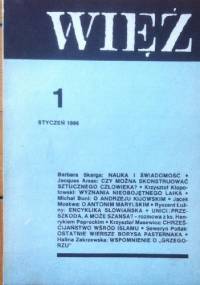 WIĘŹ
1
STYCZEŃ 1986
Barbara Skarga: NAUKA I ŚWIADOMOŚĆ •
Jacques Arsac: CZY MOŻNA SKONSTRUOWAĆ
SZTUCZNEGO CZŁOWIEKA? • Krzysztof Kłopo-
towski: WYZNANIA NIEOBOJĘTNEGO LAIKA •
Michał Boni: O ANDRZEJU KIJOWSKIM • Jacek
Moskwa: O ANTONIM MARYLSKIM • Ryszard Łuż-
ny: ENCYKLIKA SŁOWIAŃSKA • UNICI: PRZE-
SZKODA, A MOŻE SZANSA? - rozmowa z ks. Hen-
rykiem Paprockim • Krzysztof Masewicz: CHRZE-
ŚCIJAŃSTWO WŚRÓD ISLAMU • Seweryn Pollak:
OSTATNIE WIERSZE BORYSA PASTERNAKA •
Halina Zakrzewska: WSPOMNIENIE O „GRZEGO-
RZU"